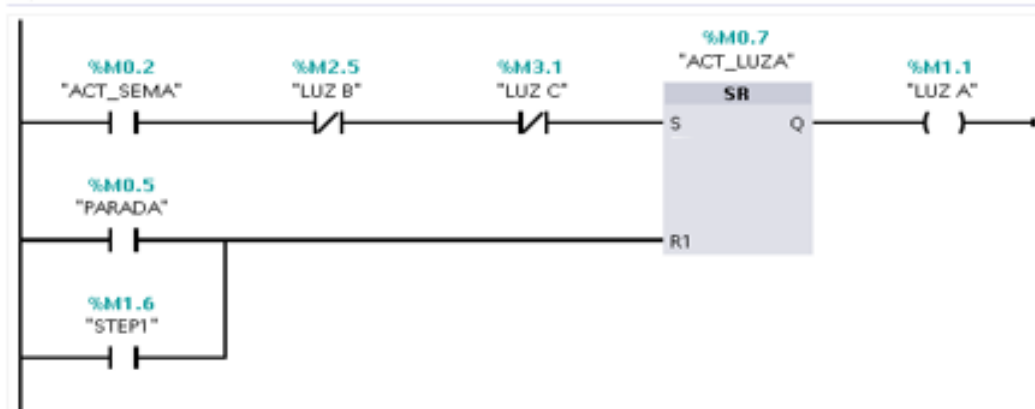 %M0.7
"ACT_LUZA"
%M0.2
"ACT_SEMA"
%M2.5
"LUZ B"
%M3.1
"LUZ C"
SR
%M1.1
"LUZ A"
S
Q
%M0.5
"PARADA"
R1
%M1.6
"STEP1"